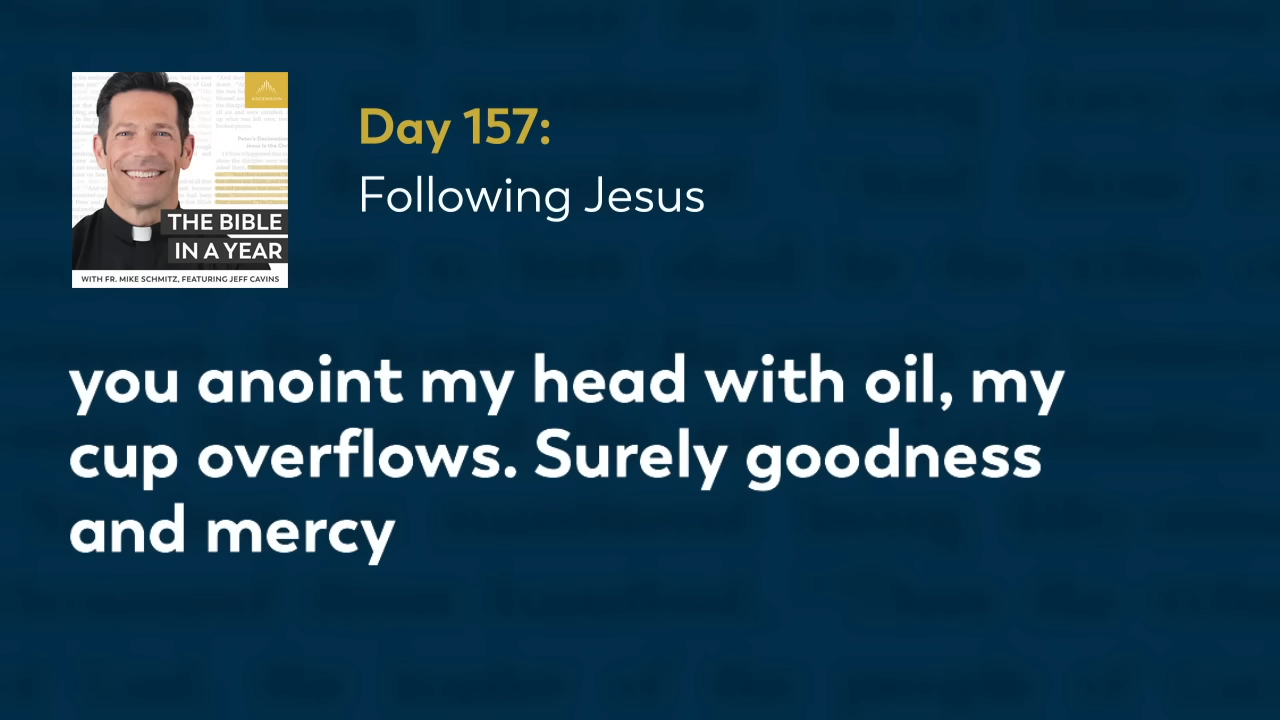 ASCENSION
THE BIBLE
IN A YEAR
WITH FR. MIKE SCHMITZ, FEATURING JEFF CAVINS
Day 157:
Following Jesus
you anoint my head with oil, my
cup overflows. Surely goodness
and mercy